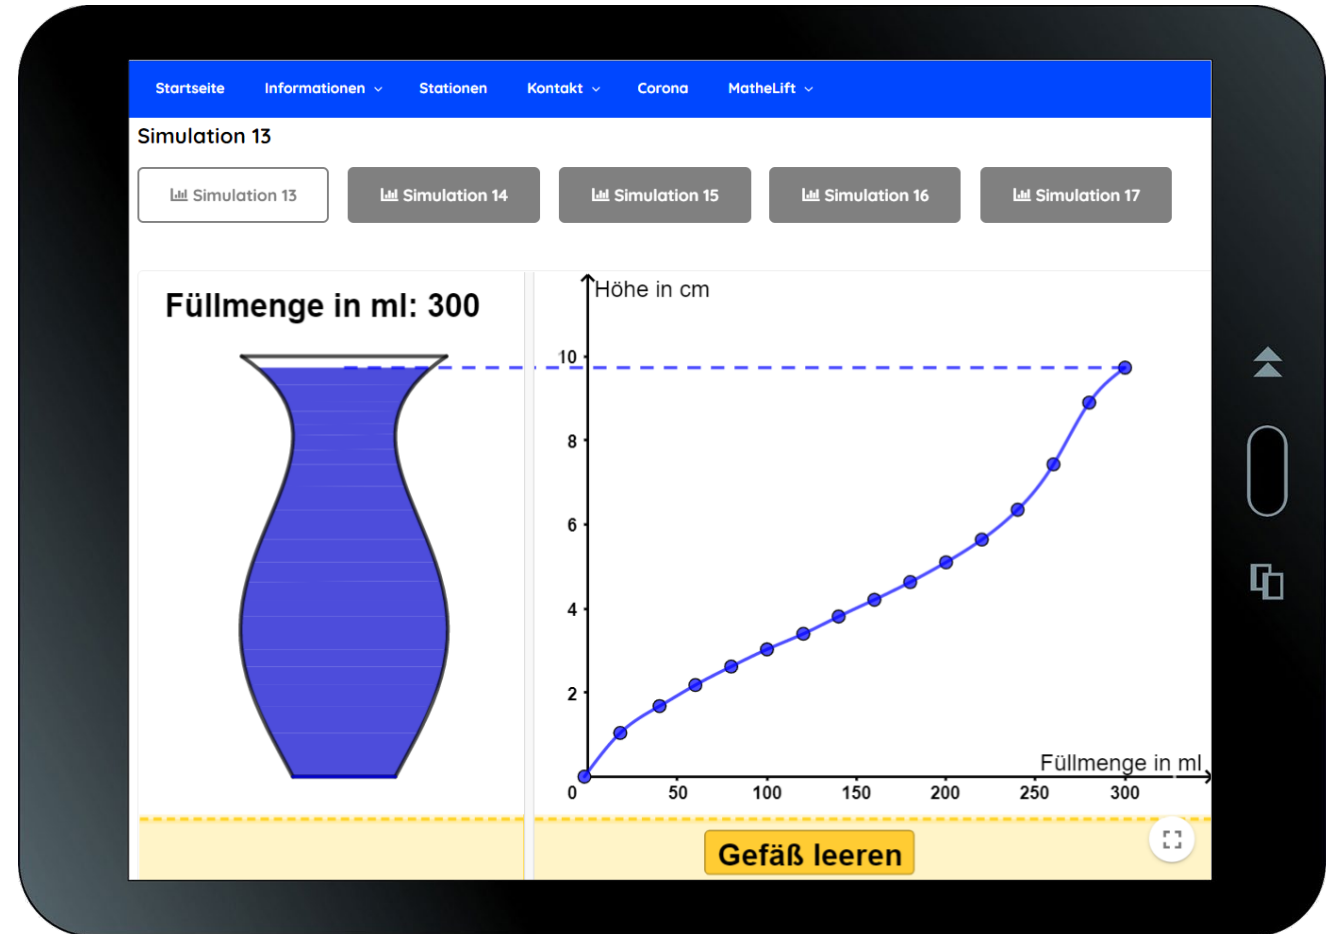 Startseite Informationen Stationen Kontakt Corona MatheLift
Simulation 13
Simulation 13 Simulation 14 Simulation 15 Simulation 16 Simulation 17
Füllmenge in ml: 300
Höhe in cm
10
8
6
4
2
Füllmenge in ml
0 50 100 150 200 250 300
Gefäß leeren